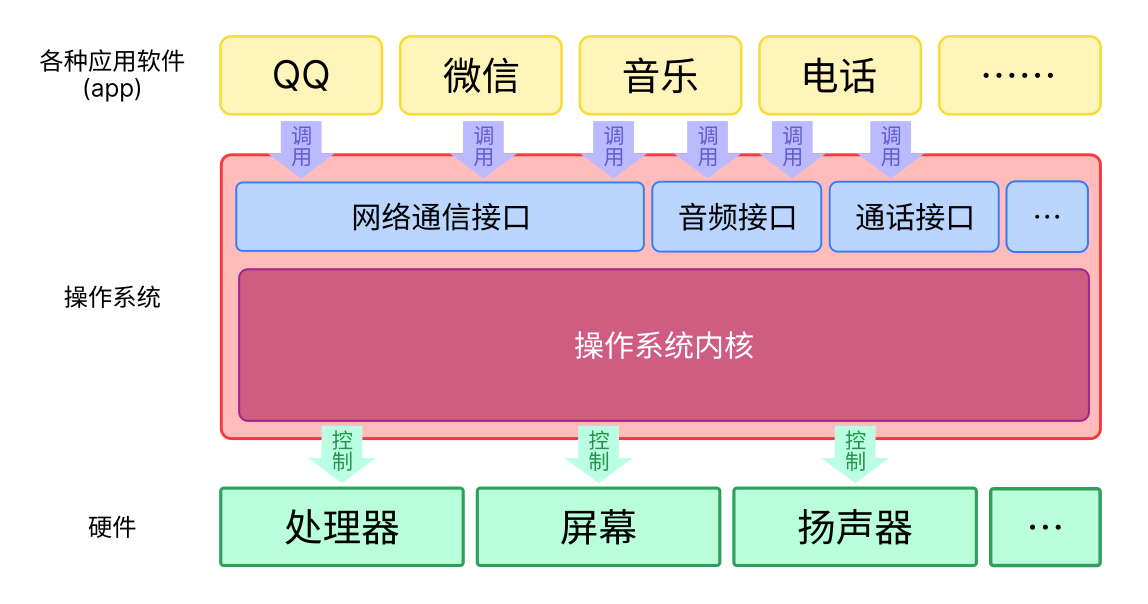 各种应用软件
(app)
QQ
微信
音乐
电话
……
调用
调用
调用
调用
调用
调用
网络通信接口
音频接口
通话接口
…
操作系统
操作系统内核
控制
控制
控制
硬件
处理器
屏幕
扬声器
…